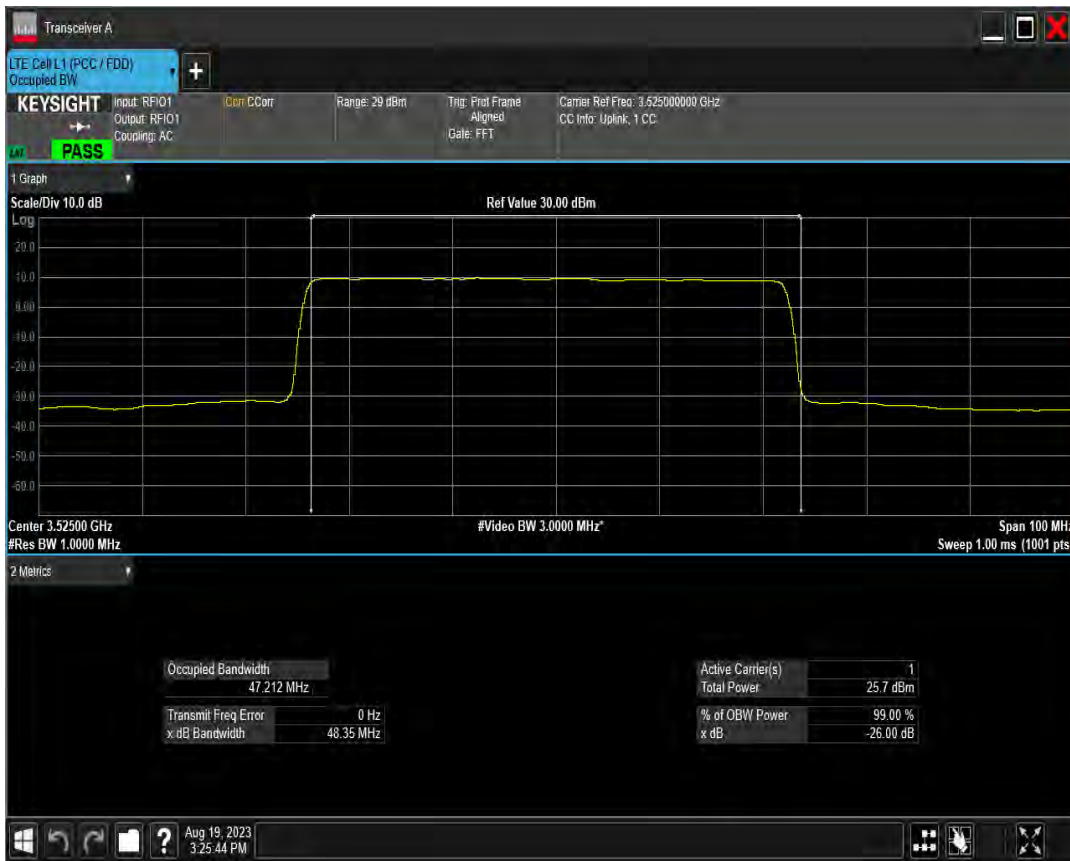 Transceiver A
LTE Cell L1 (PCC / FDD)
Occupied BW
+
KEYSIGHT
Input: RFIO1
Output: RFIO1
Coupling: AC
Corr CCorr
Range: 29 dBm
Trig: Prot Frame
Aligned
Gate: FFT
Carrier Ref Freq: 3.525000000 GHz
CC Info: Uplink, 1 CC
PASS
1 Graph
Scale/Div 10.0 dB
Ref Value 30.00 dBm
Log
20.0
10.0
0.00
-10.0
-20.0
-30.0
-40.0
-50.0
-60.0
Center 3.52500 GHz
#Video BW 3.0000 MHz*
Span 100 MHz
#Res BW 1.0000 MHz
Sweep 1.00 ms (1001 pts
2 Metrics
Occupied Bandwidth
47.212 MHz
Transmit Freq Error 0 Hz
x dB Bandwidth 48.35 MHz
Active Carrier(s) 1
Total Power 25.7 dBm
% of OBW Power 99.00 %
x dB -26.00 dB
?
Aug 19, 2023
3:25:44 PM